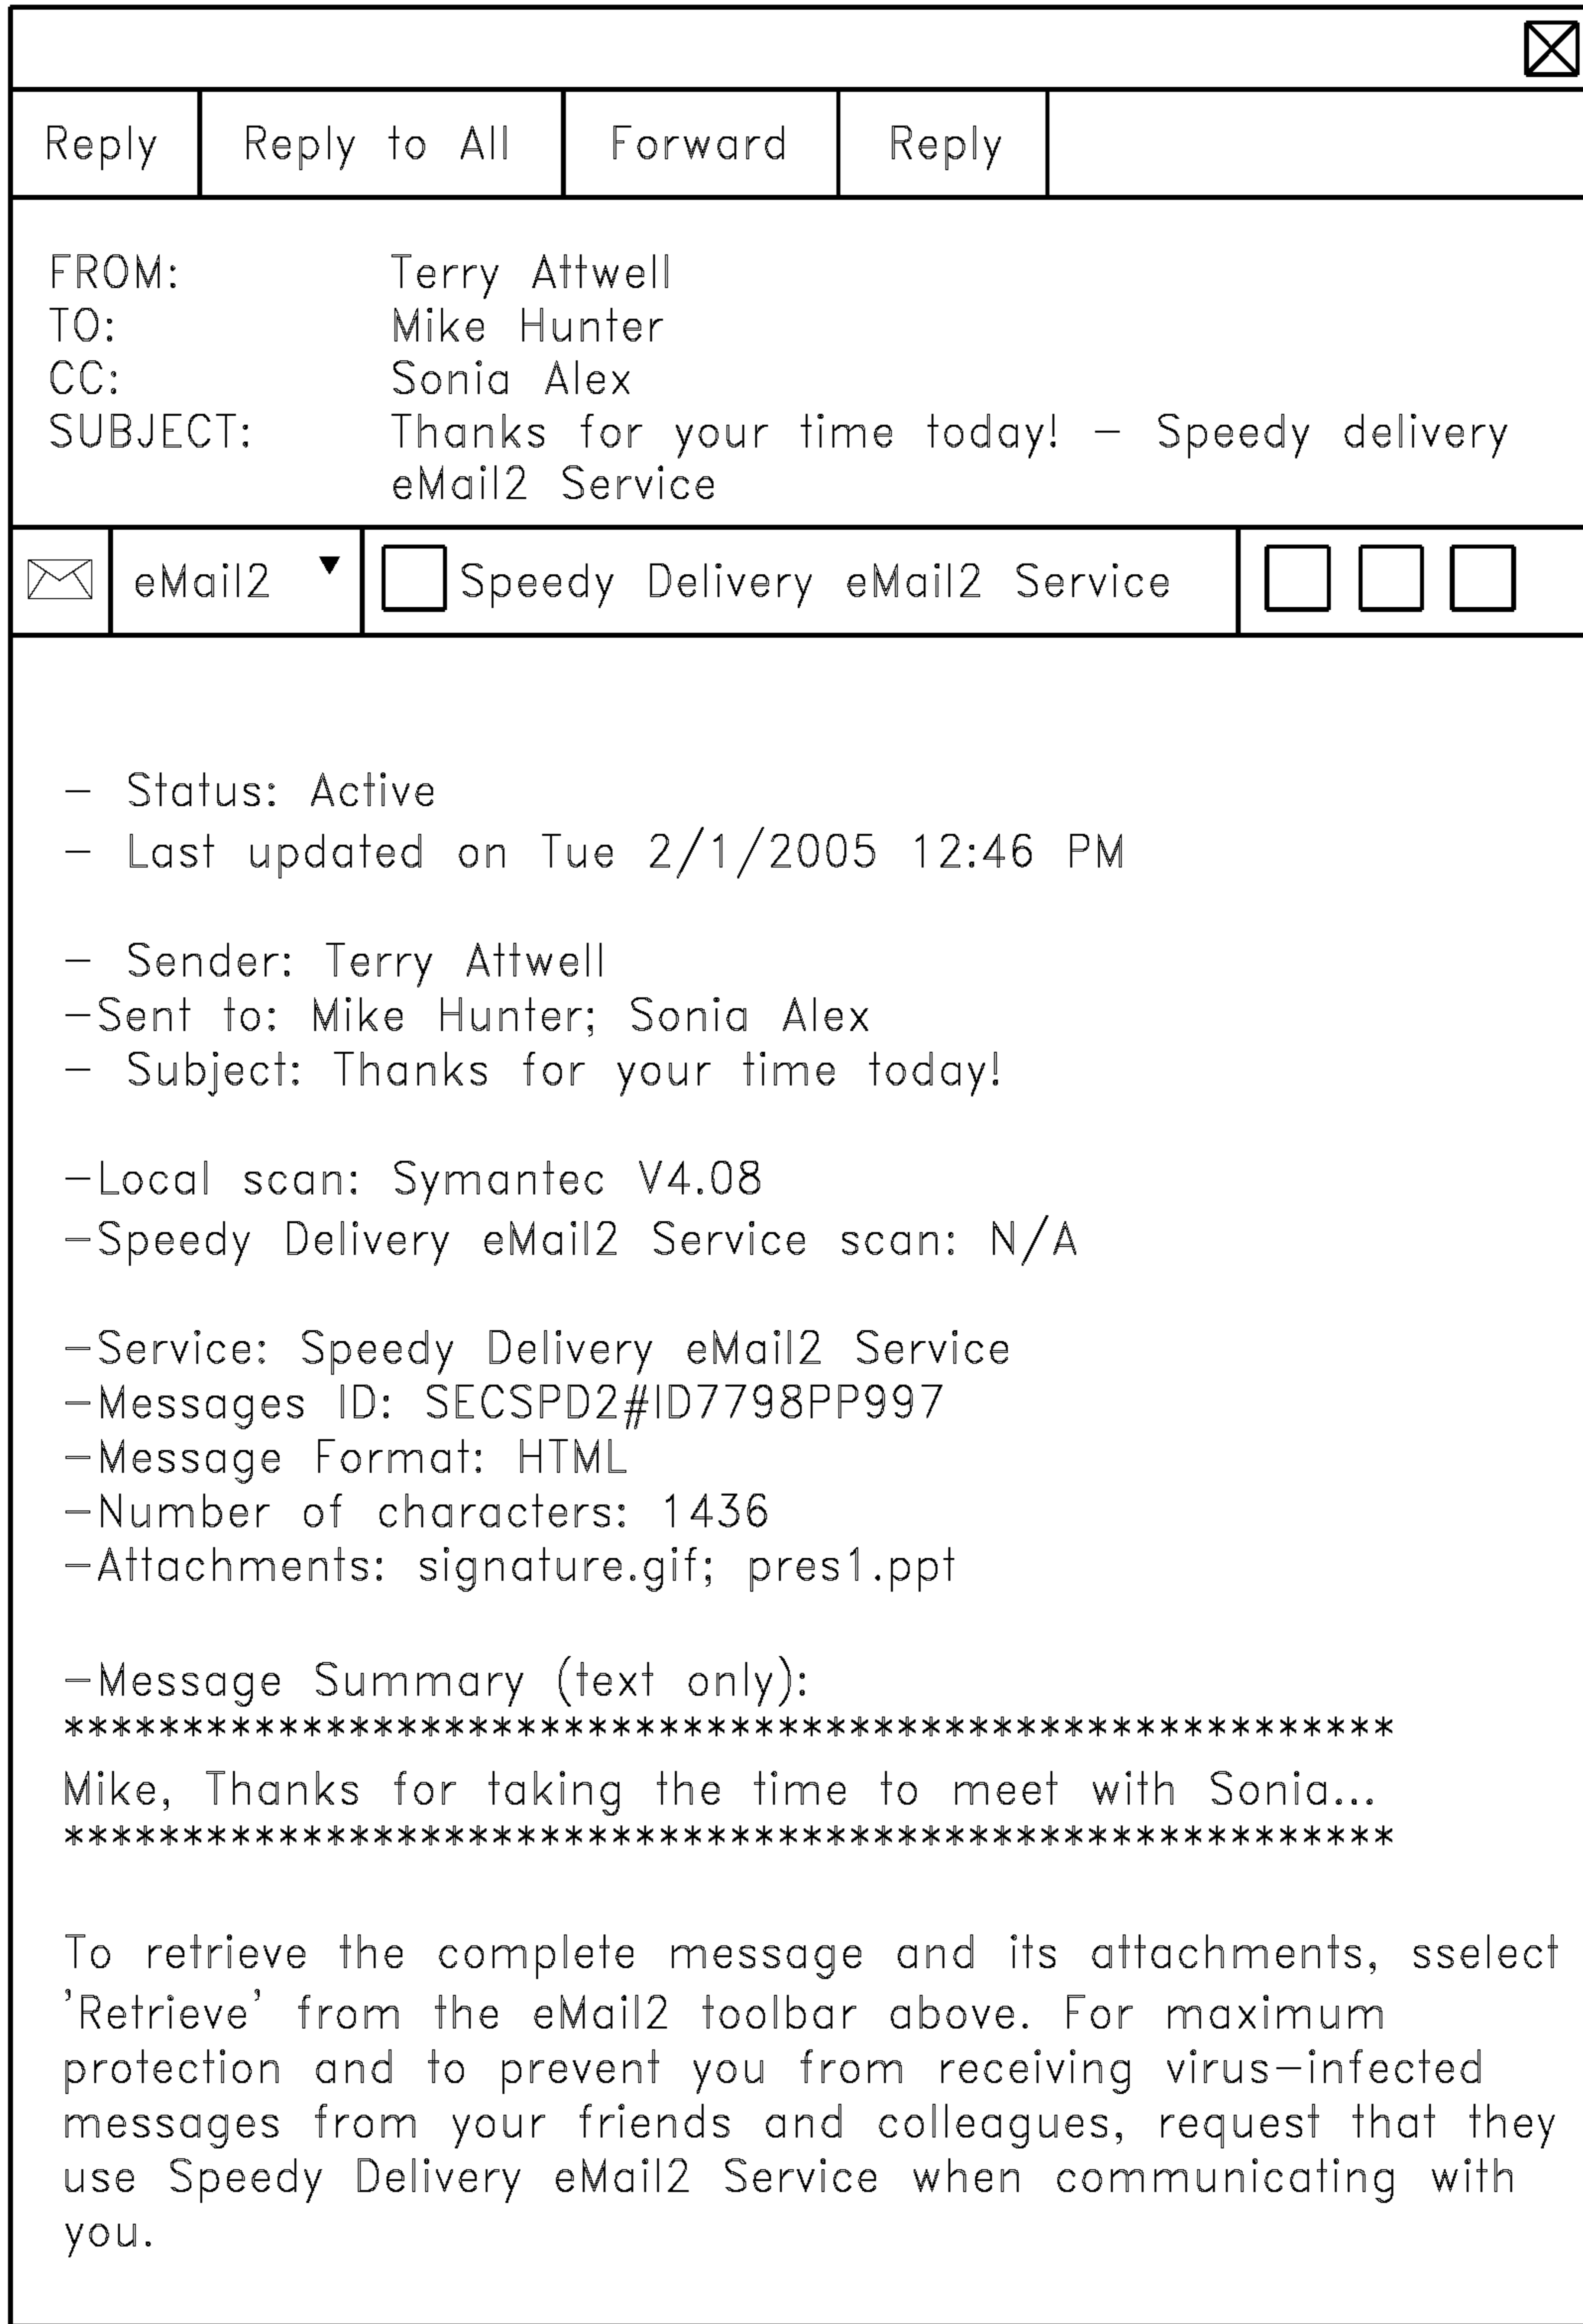 Reply Reply to All Forward Reply
FROM: Terry Attwell
TO: Mike Hunter
CC: Sonia Alex
SUBJECT: Thanks for your time today! – Speedy delivery
eMail2 Service
eMail2 Speedy Delivery eMail2 Service
– Status: Active
– Last updated on Tue 2/1/2005 12:46 PM
– Sender: Terry Attwell
–Sent to: Mike Hunter; Sonia Alex
– Subject: Thanks for your time today!
–Local scan: Symantec V4.08
–Speedy Delivery eMail2 Service scan: N/A
–Service: Speedy Delivery eMail2 Service
–Messages ID: SECSPD2#ID7798PP997
–Message Format: HTML
–Number of characters: 1436
–Attachments: signature.gif; pres1.ppt
–Message Summary (text only):
********************************************************
Mike, Thanks for taking the time to meet with Sonia...
********************************************************
To retrieve the complete message and its attachments, sselect
'Retrieve' from the eMail2 toolbar above. For maximum
protection and to prevent you from receiving virus–infected
messages from your friends and colleagues, request that they
use Speedy Delivery eMail2 Service when communicating with
you.